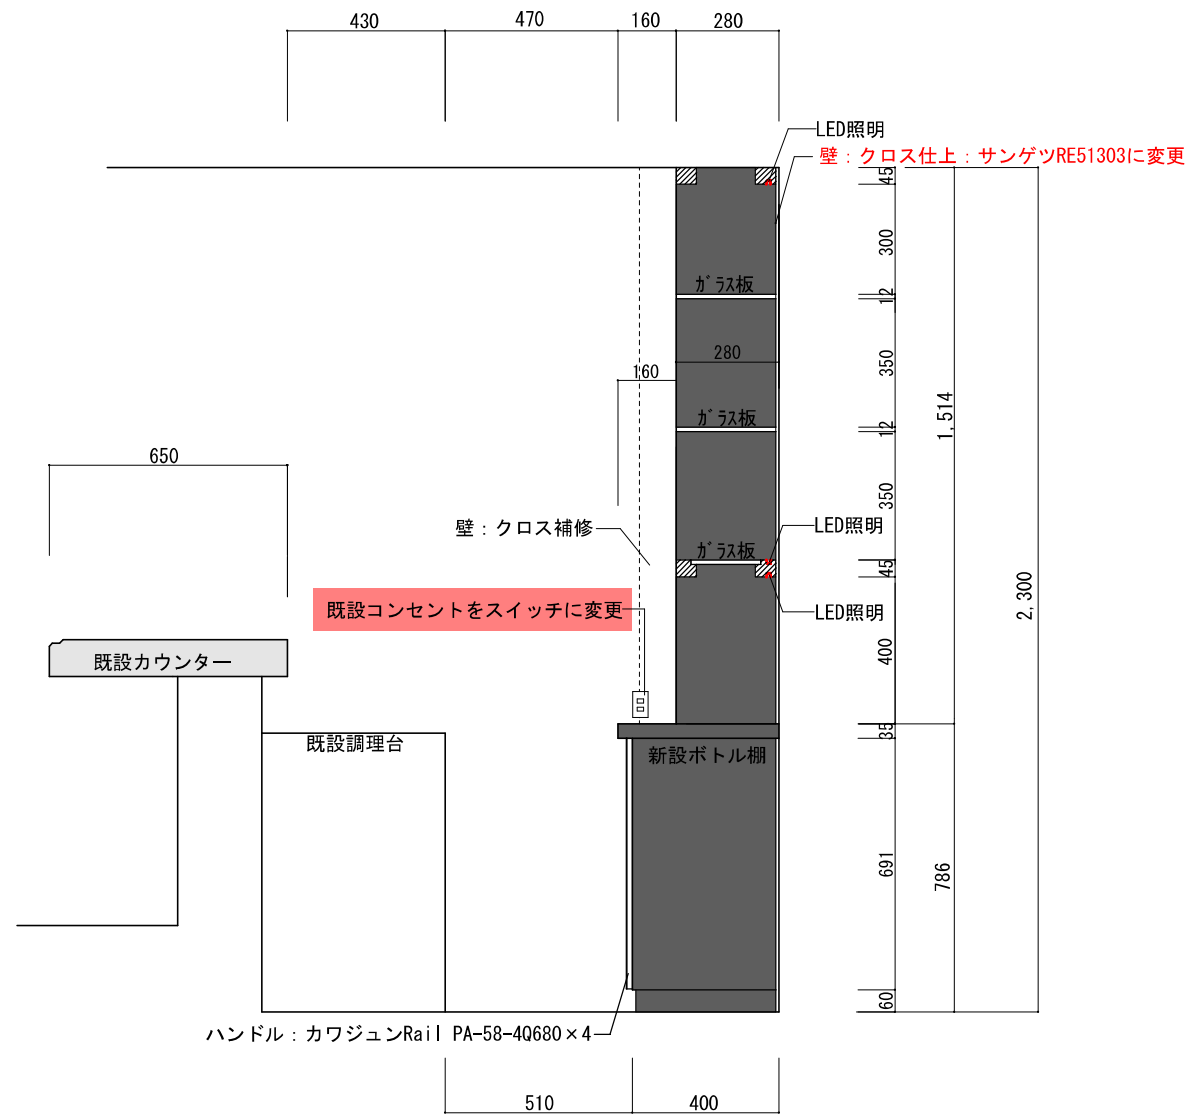 430
470
160
280
LED照明
壁：クロス仕上：サンゲツRE51303に変更
45
300
ガラス板
12
280
350
160
ガラス板
12
1,514
650
350
壁：クロス補修
LED照明
ガラス板
45
既設コンセントをスイッチに変更
LED照明
2,300
400
既設カウンター
35
既設調理台
新設ボトル棚
691
786
60
ハンドル：カワジュンRail PA-58-4Q680×4
510
400